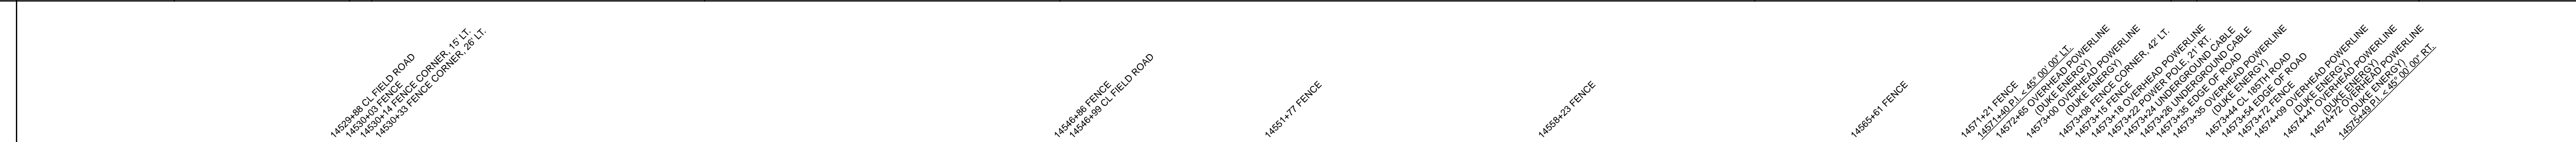 14529+88 CL FIELD ROAD
14530+03 FENCE
14530+14 FENCE CORNER, 15' LT.
14530+33 FENCE CORNER, 26' LT.
14546+86 FENCE
14546+99 CL FIELD ROAD
14551+77 FENCE
14558+23 FENCE
14565+61 FENCE
14571+21 FENCE
14571+40 P.I. < 45° 00' 00" LT.
14572+65 OVERHEAD POWERLINE
(DUKE ENERGY)
14573+00 OVERHEAD POWERLINE
(DUKE ENERGY)
14573+08 FENCE CORNER, 42' LT.
14573+15 FENCE
14573+18 OVERHEAD POWERLINE
14573+22 POWER POLE, 21' RT.
14573+24 UNDERGROUND CABLE
14573+26 UNDERGROUND CABLE
14573+35 EDGE OF ROAD
14573+35 OVERHEAD POWERLINE
(DUKE ENERGY)
14573+44 CL 185TH ROAD
14573+54 EDGE OF ROAD
14573+72 FENCE
14574+09 OVERHEAD POWERLINE
(DUKE ENERGY)
14574+41 OVERHEAD POWERLINE
(DUKE ENERGY)
14574+72 OVERHEAD POWERLINE
(DUKE ENERGY)
14575+49 P.I. < 45° 00' 00" RT.